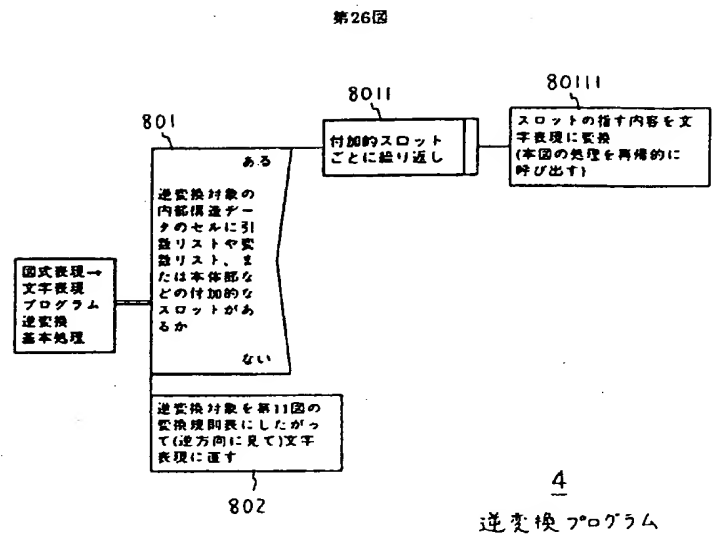 第26図
801
8011
80111
ある
逆変換対象の
内部構造デー
タのセルに引
数リストや変
数リスト、ま
たは本体部な
どの付加的な
スロットがあ
るか
ない
付加的スロット
ごとに繰り返し
スロットの指す内容を文
字表現に変換
(本図の処理を再帰的に
呼び出す)
図式表現→
文字表現
プログラム
逆変換
基本処理
逆変換対象を第11図の
変換規則表にしたがっ
て(逆方向に見て)文字
表現に直す
802
4
逆変換プログラム